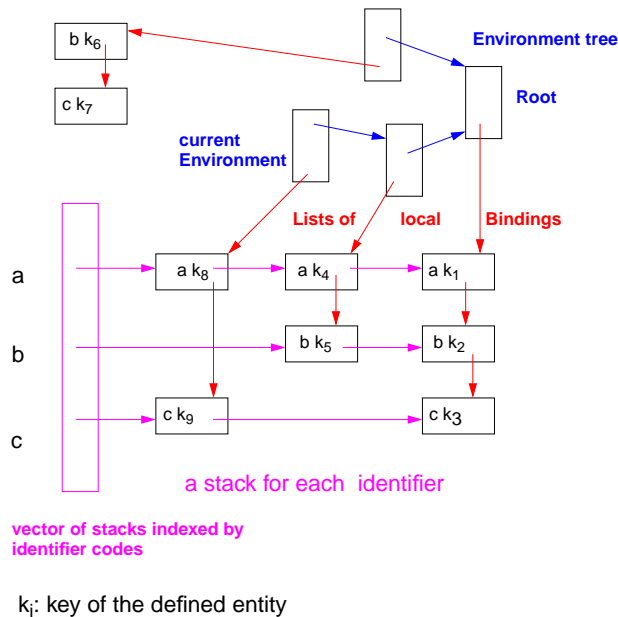 b k6
Environment tree
c k7
Root
current
Environment
Lists of local Bindings
a
a k8
a k4
a k1
b
b k5
b k2
c
c k9
c k3
a stack for each identifier
vector of stacks indexed by
identifier codes
ki: key of the defined entity